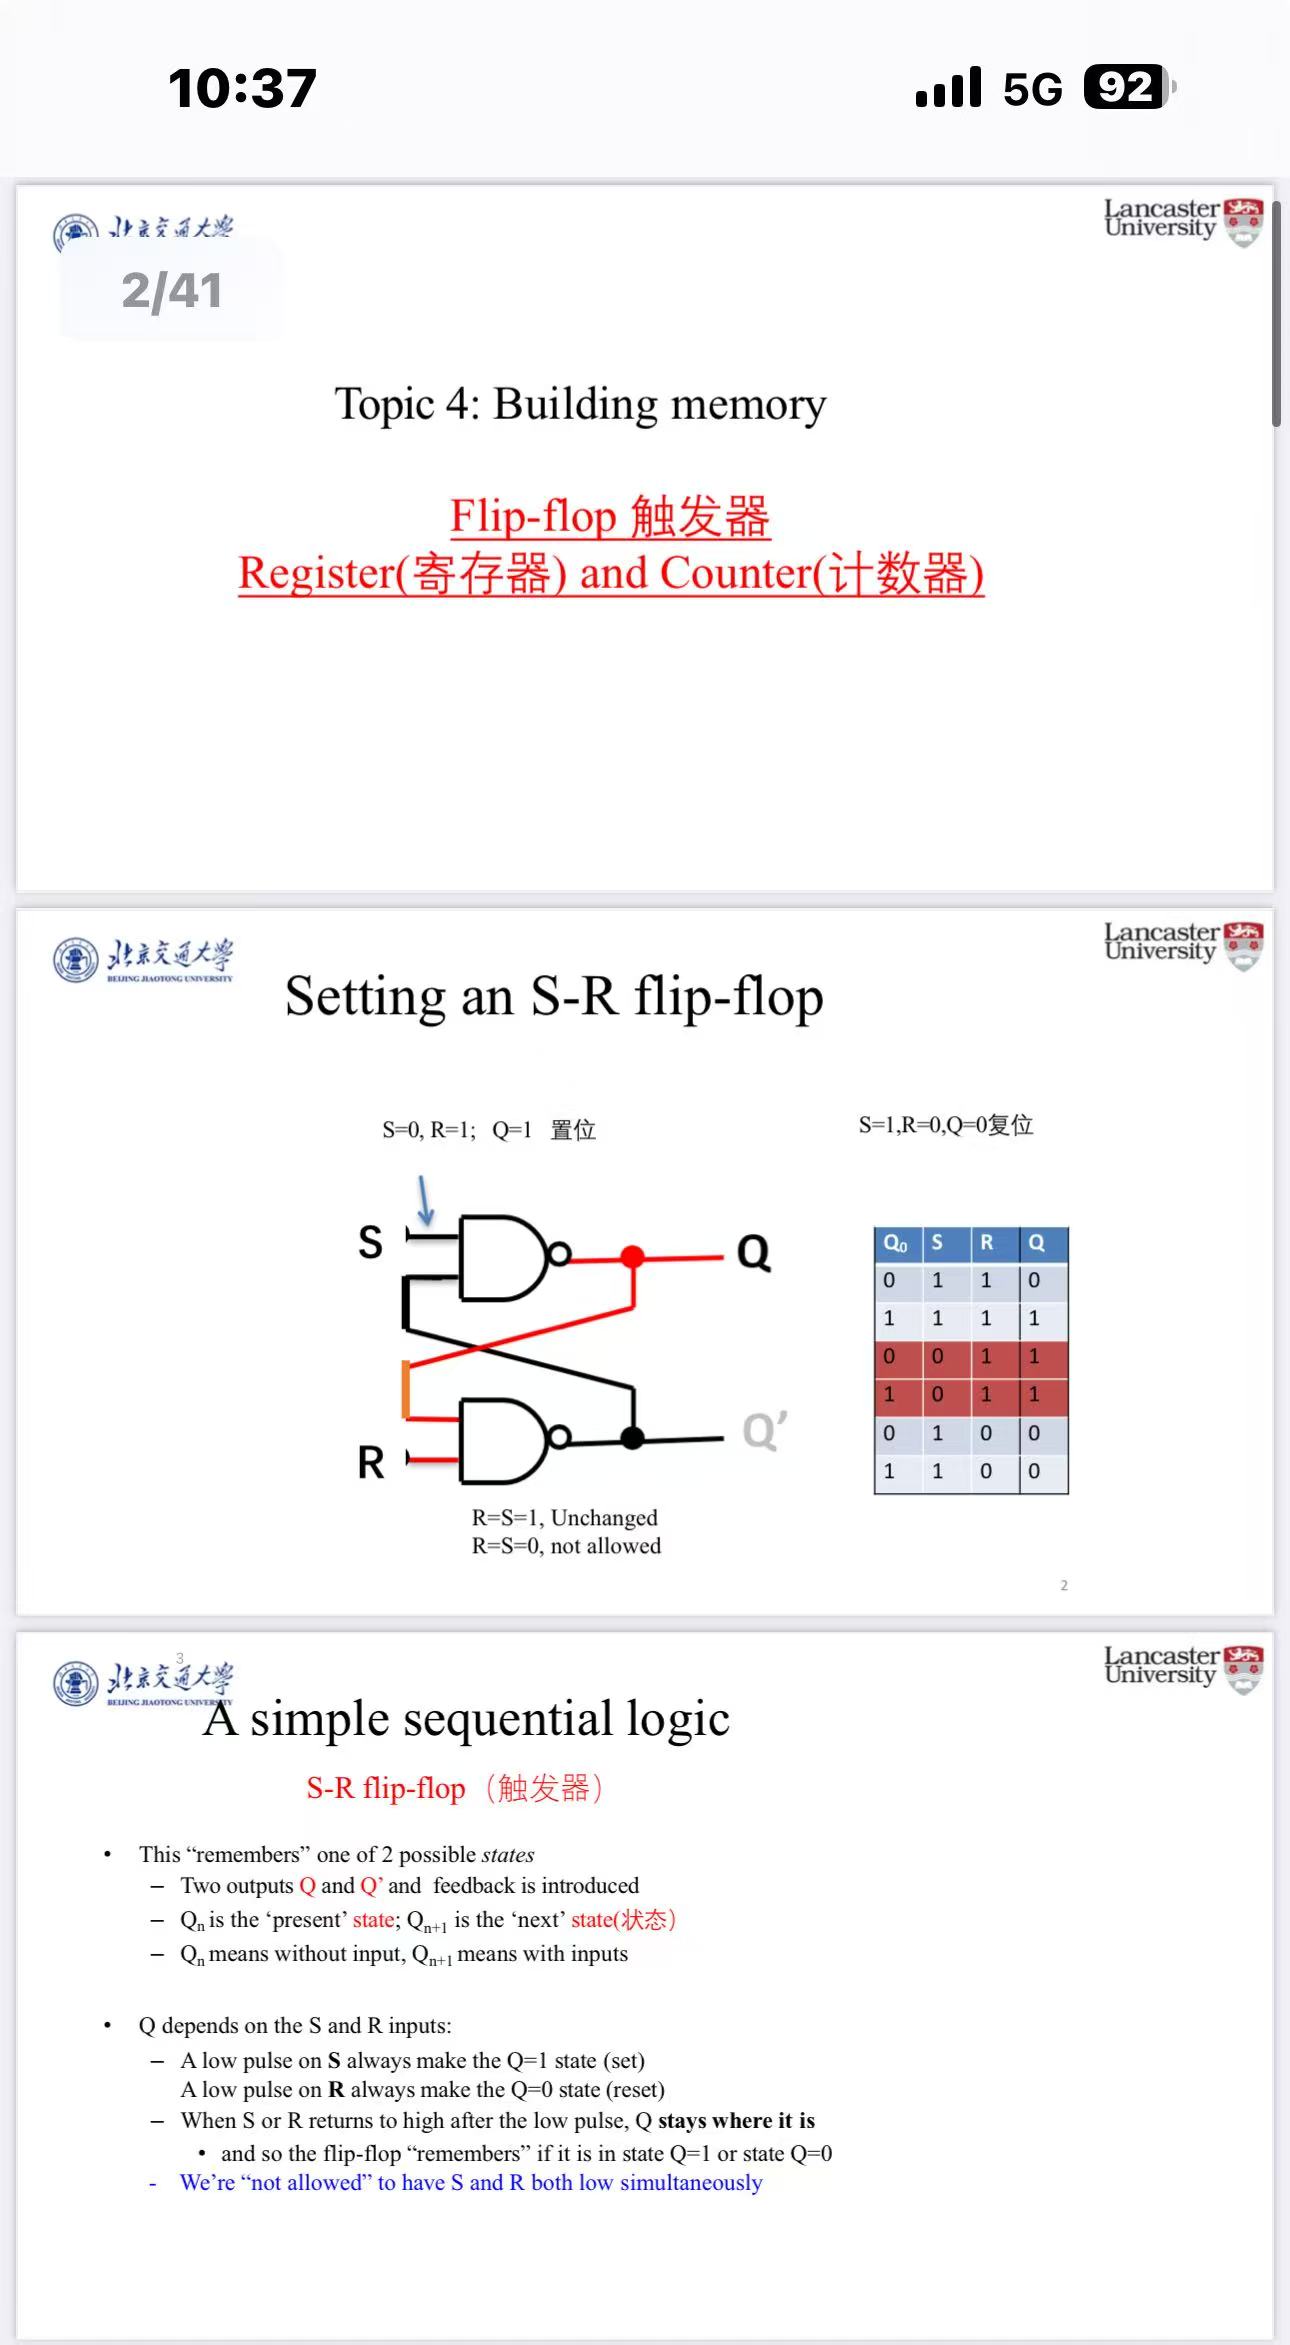 10:37
5G 92
北京交通大学
Lancaster University
2/41
Topic 4: Building memory
Flip-flop 触发器
Register(寄存器) and Counter(计数器)
北京交通大学
BEIJING JIAOTONG UNIVERSITY
Lancaster University
Setting an S-R flip-flop
S=0, R=1; Q=1 置位
S=1,R=0,Q=0复位
S
Q
R
Q’
Q0 S R Q
0 1 1 0
1 1 1 1
0 0 1 1
1 0 1 1
0 1 0 0
1 1 0 0
R=S=1, Unchanged
R=S=0, not allowed
2
3
北京交通大学
BEIJING JIAOTONG UNIVERSITY
Lancaster University
A simple sequential logic
S-R flip-flop（触发器）
• This “remembers” one of 2 possible states
– Two outputs Q and Q’ and feedback is introduced
– Qn is the ‘present’ state; Qn+1 is the ‘next’ state(状态）
– Qn means without input, Qn+1 means with inputs
• Q depends on the S and R inputs:
– A low pulse on S always make the Q=1 state (set)
A low pulse on R always make the Q=0 state (reset)
– When S or R returns to high after the low pulse, Q stays where it is
• and so the flip-flop “remembers” if it is in state Q=1 or state Q=0
- We’re “not allowed” to have S and R both low simultaneously